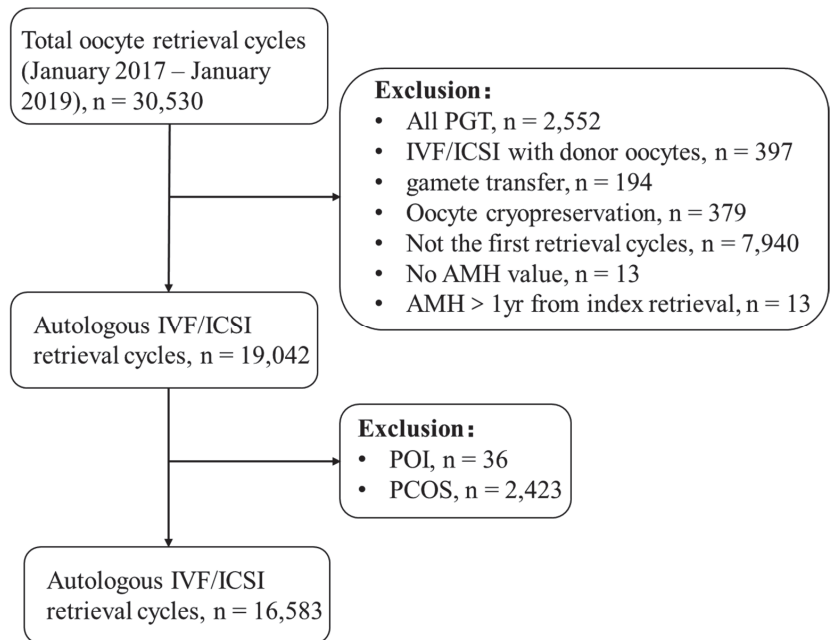 Total oocyte retrieval cycles
(January 2017 – January
2019), n = 30,530
Exclusion：
• All PGT, n = 2,552
• IVF/ICSI with donor oocytes, n = 397
• gamete transfer, n = 194
• Oocyte cryopreservation, n = 379
• Not the first retrieval cycles, n = 7,940
• No AMH value, n = 13
• AMH > 1yr from index retrieval, n = 13
Autologous IVF/ICSI
retrieval cycles, n = 19,042
Exclusion：
• POI, n = 36
• PCOS, n = 2,423
Autologous IVF/ICSI
retrieval cycles, n = 16,583